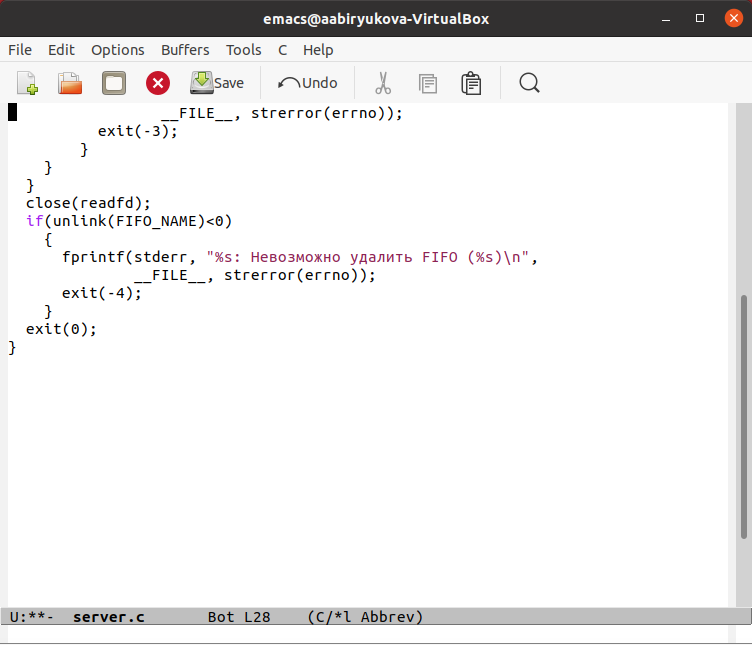 emacs@aabiryukova-VirtualBox
File Edit Options Buffers Tools C Help
Save Undo
__FILE__, strerror(errno));
exit(-3);
}
}
}
close(readfd);
if(unlink(FIFO_NAME)<0)
{
fprintf(stderr, "%s: Невозможно удалить FIFO (%s)\n",
__FILE__, strerror(errno));
exit(-4);
}
exit(0);
}
U:**- server.c Bot L28 (C/*l Abbrev)